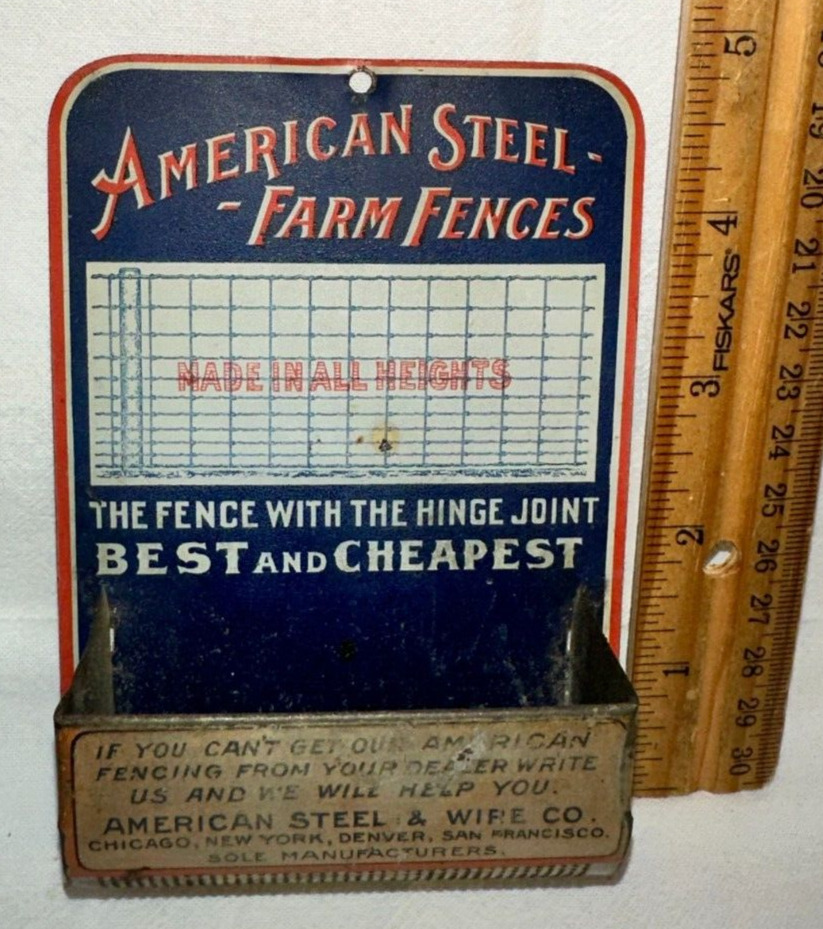 AMERICAN STEEL-
-FARM FENCES
MADE IN ALL HEIGHTS
THE FENCE WITH THE HINGE JOINT
BEST AND CHEAPEST
IF YOU CAN'T GET OUR AMERICAN
FENCING FROM YOUR DEALER WRITE
US AND WE WILL HELP YOU.
AMERICAN STEEL & WIRE CO.
CHICAGO, NEW YORK, DENVER, SAN FRANCISCO.
SOLE MANUFACTURERS.
5
4
FISKARS®
3
2
1
19
20
21
22
23
24
25
26
27
28
29
30